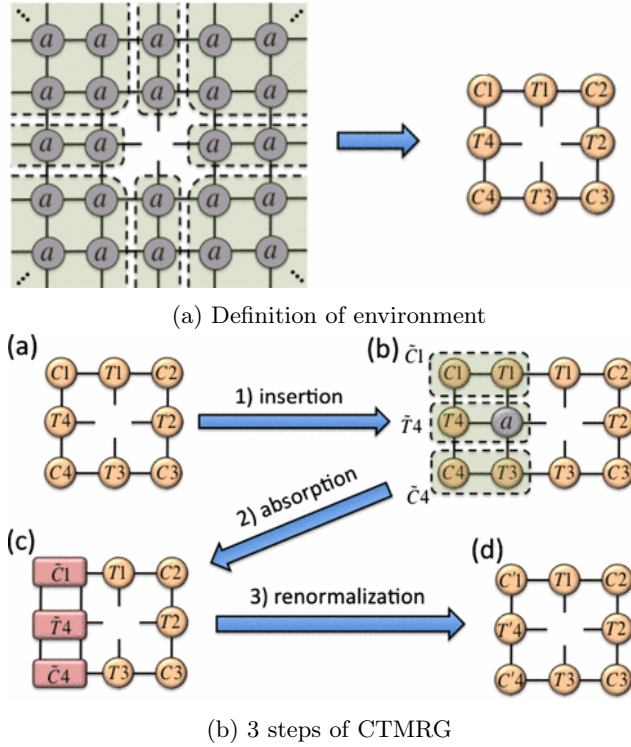 a a a a a
a a a a a
a a a a
a a a a a
a a a a a
C1 T1 C2
T4 T2
C4 T3 C3
(a) Definition of environment
(a)
C1 T1 C2
T4 T2
C4 T3 C3
1) insertion
(b)
C̃1 C1 T1 T1 C2
T̃4 T4 a T2
C̃4 C4 T3 T3 C3
2) absorption
(c)
C̃1 T1 C2
T̃4 T2
C̃4 T3 C3
3) renormalization
(d)
C'1 T1 C2
T'4 T2
C'4 T3 C3
(b) 3 steps of CTMRG